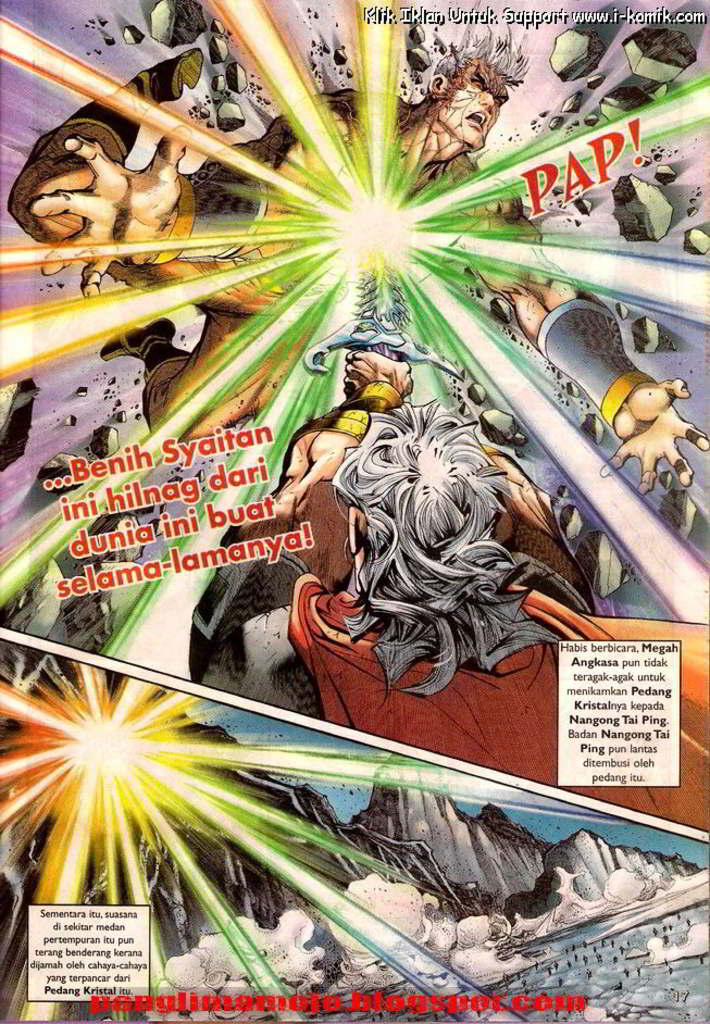 Klik Iklan Untuk Support www.i-komik.com
PAP!
...Benih Syaitan
ini hilnag dari
dunia ini buat
selama-lamanya!
Habis berbicara, Megah
Angkasa pun tidak
teragak-agak untuk
menikamkan Pedang
Kristalnya kepada
Nangong Tai Ping.
Badan Nangong Tai
Ping pun lantas
ditembusi oleh
pedang itu.
Sementara itu, suasana
di sekitar medan
pertempuran itu pun
terang benderang kerana
dijamah oleh cahaya-cahaya
yang terpancar dari
Pedang Kristal itu.
panglimamojo.blogspot.com
17